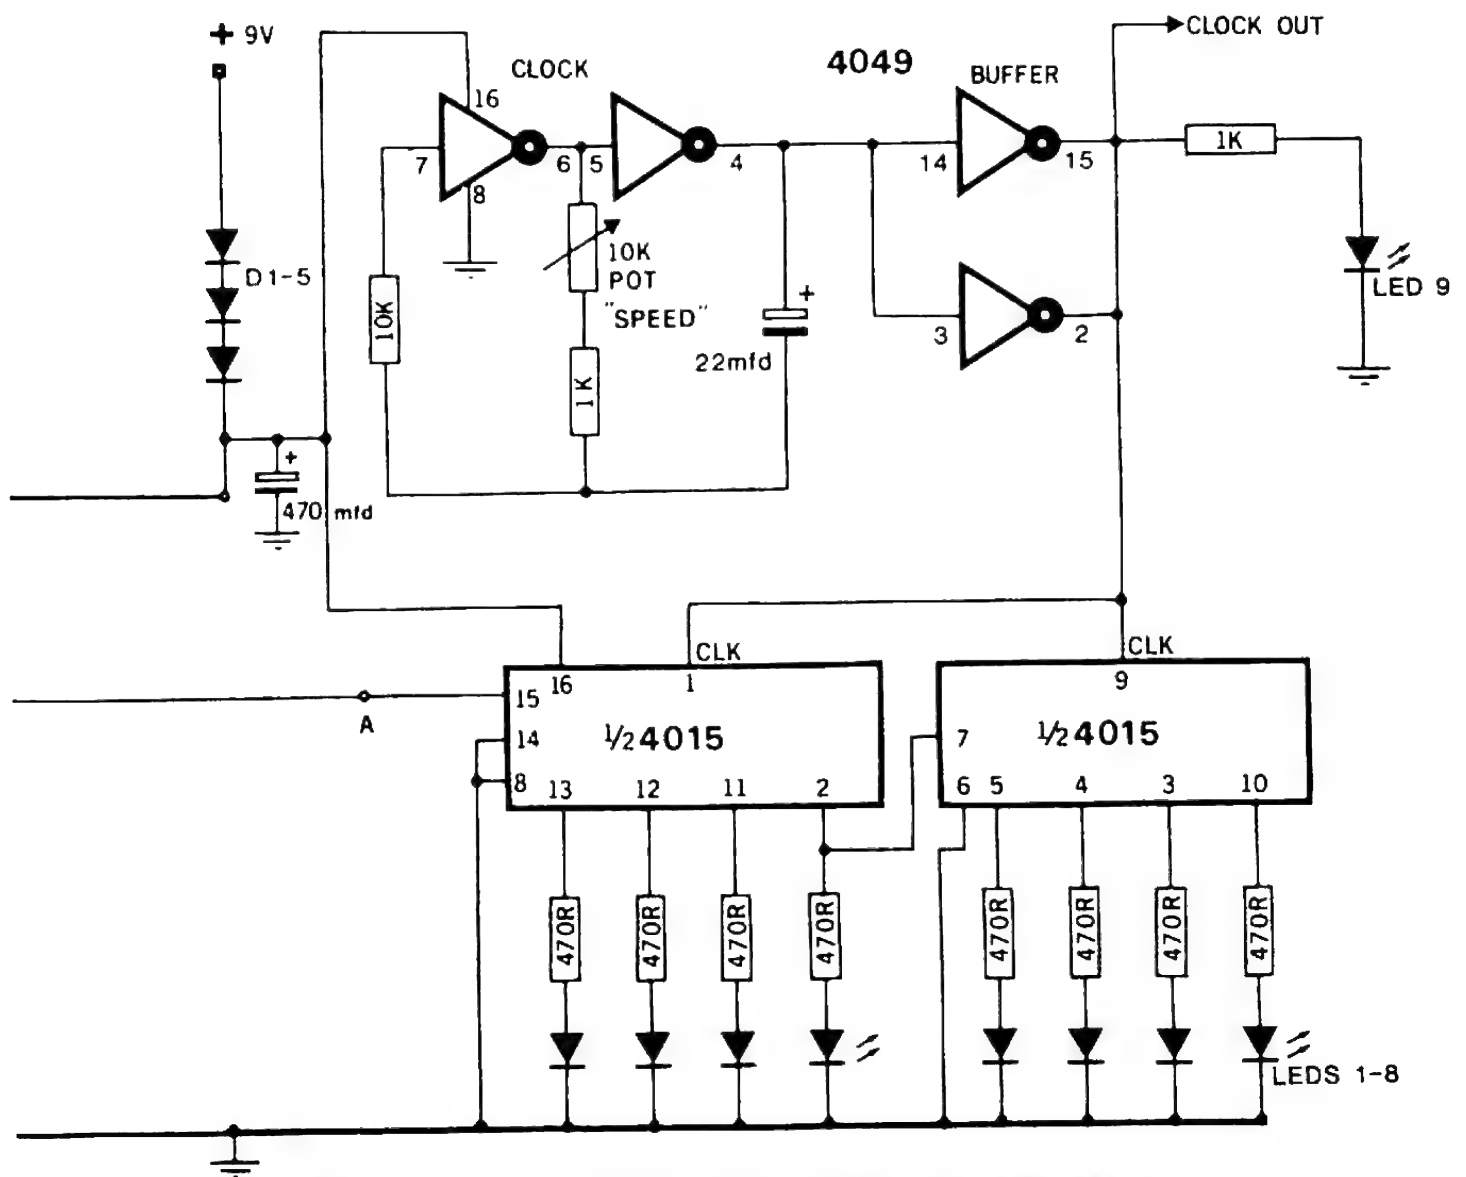 + 9V
CLOCK OUT
CLOCK
4049
BUFFER
16
7
6
5
4
14
15
1K
8
D1-5
10K
POT
"SPEED"
10K
+
22mfd
1K
3
2
LED 9
+
470 mfd
CLK
CLK
15
16
1
9
A
14
½4015
7
½4015
8
13
12
11
2
6
5
4
3
10
470R
470R
470R
470R
470R
470R
470R
470R
LEDS 1-8